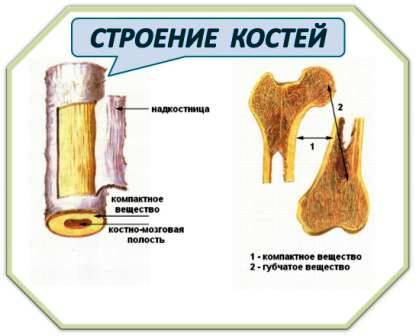 СТРОЕНИЕ КОСТЕЙ
надкостница
2
1
компактное
вещество
костно-мозговая
полость
1 - компактное вещество
2 - губчатое вещество